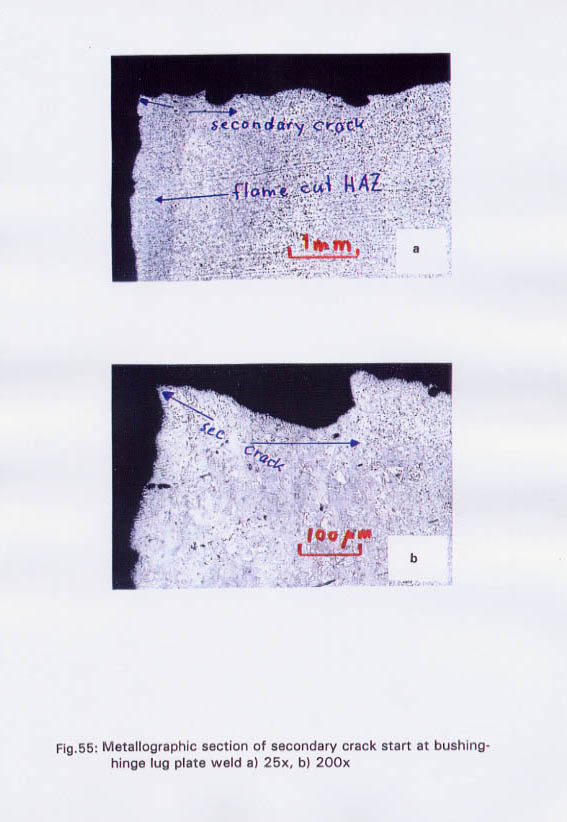 secondary crack
flame cut HAZ
1mm
a
sec. crack
100 µm
b
Fig.55: Metallographic section of secondary crack start at bushing-
hinge lug plate weld a) 25x, b) 200x